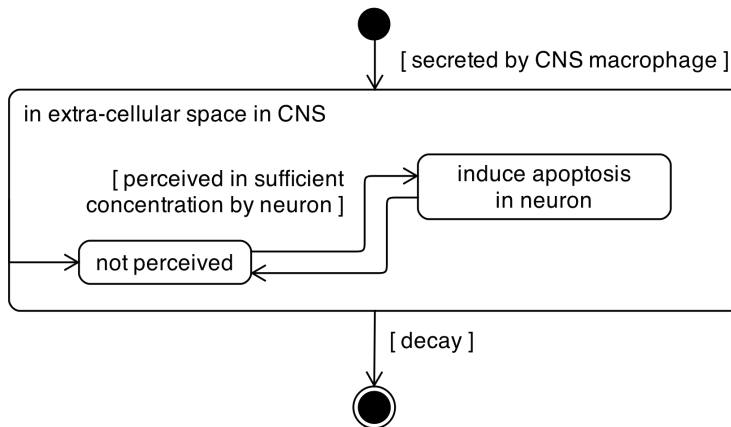 [ secreted by CNS macrophage ]
in extra-cellular space in CNS
[ perceived in sufficient
concentration by neuron ]
induce apoptosis
in neuron
not perceived
[ decay ]